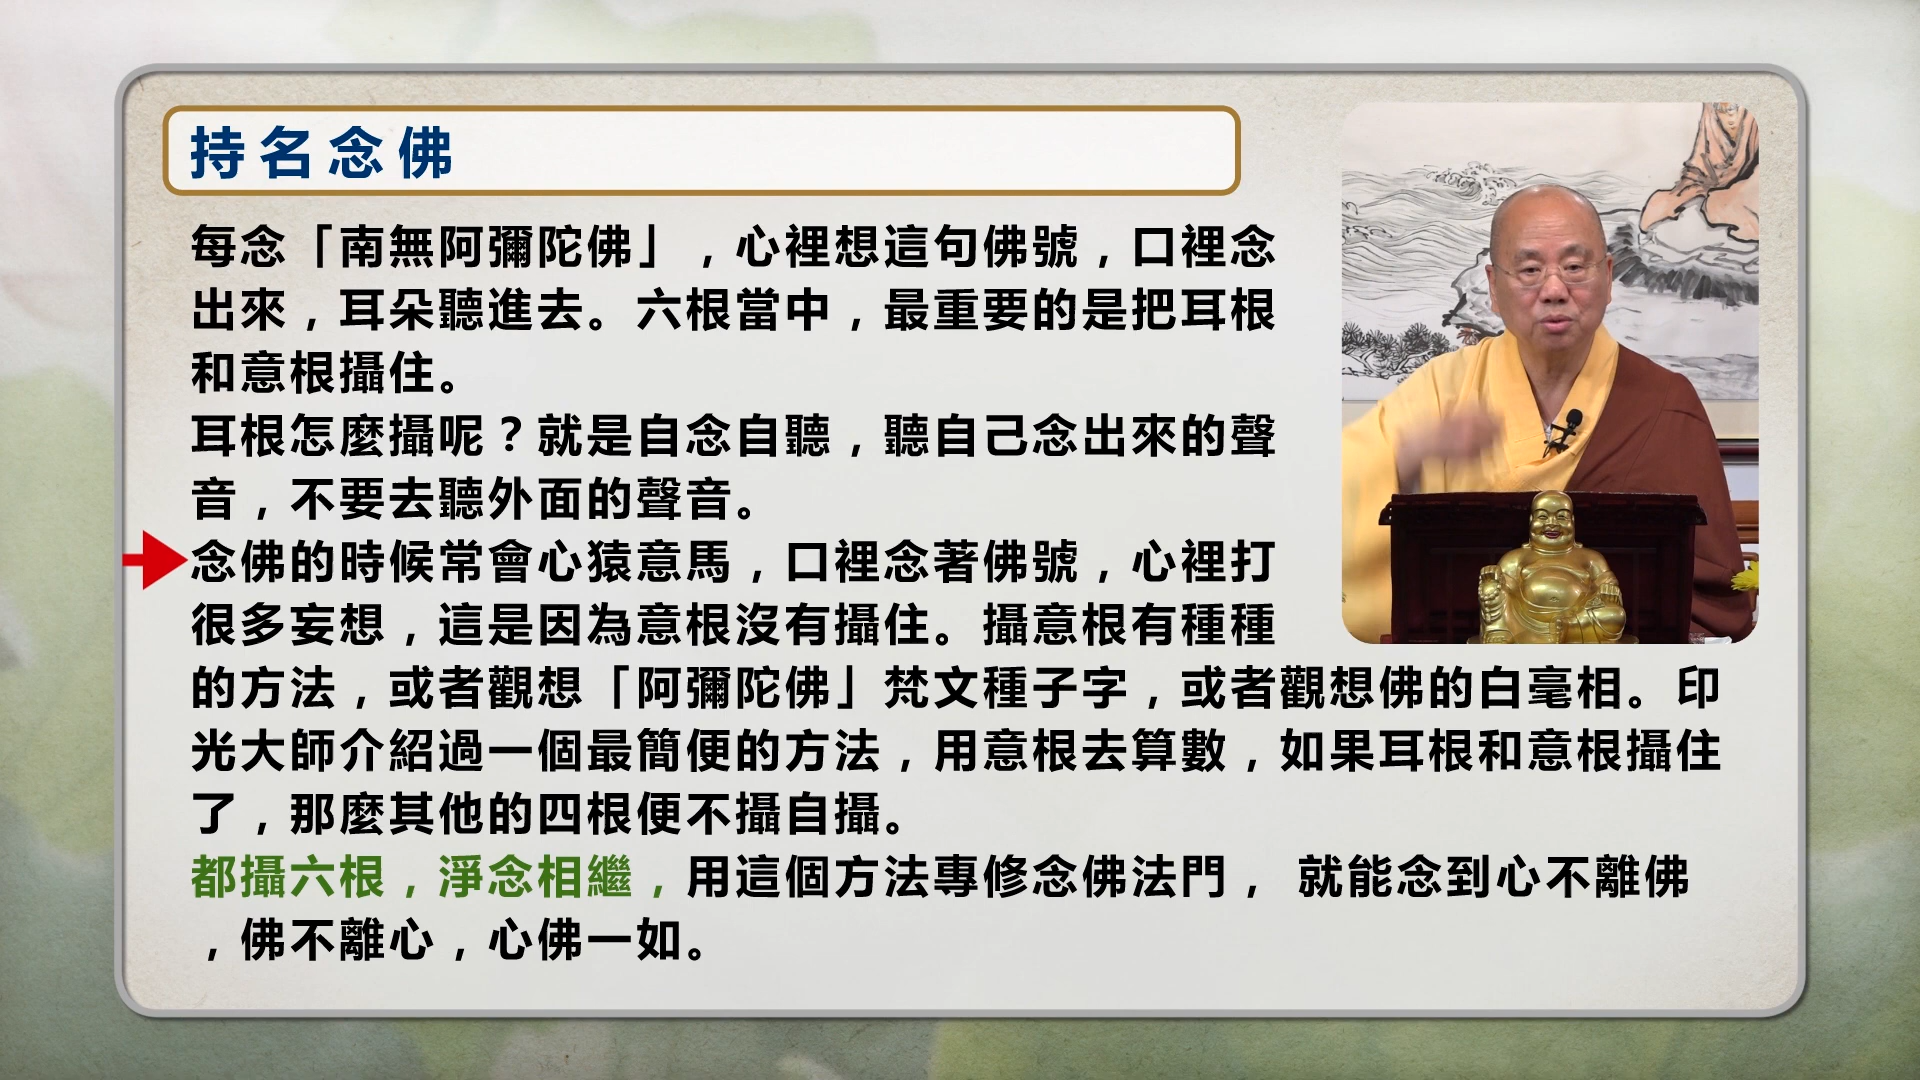 持名念佛
每念「南無阿彌陀佛」，心裡想這句佛號，口裡念
出來，耳朵聽進去。六根當中，最重要的是把耳根
和意根攝住。
耳根怎麼攝呢？就是自念自聽，聽自己念出來的聲
音，不要去聽外面的聲音。
念佛的時候常會心猿意馬，口裡念著佛號，心裡打
很多妄想，這是因為意根沒有攝住。攝意根有種種
的方法，或者觀想「阿彌陀佛」梵文種子字，或者觀想佛的白毫相。印
光大師介紹過一個最簡便的方法，用意根去算數，如果耳根和意根攝住
了，那麼其他的四根便不攝自攝。
都攝六根，淨念相繼，用這個方法專修念佛法門， 就能念到心不離佛
，佛不離心，心佛一如。